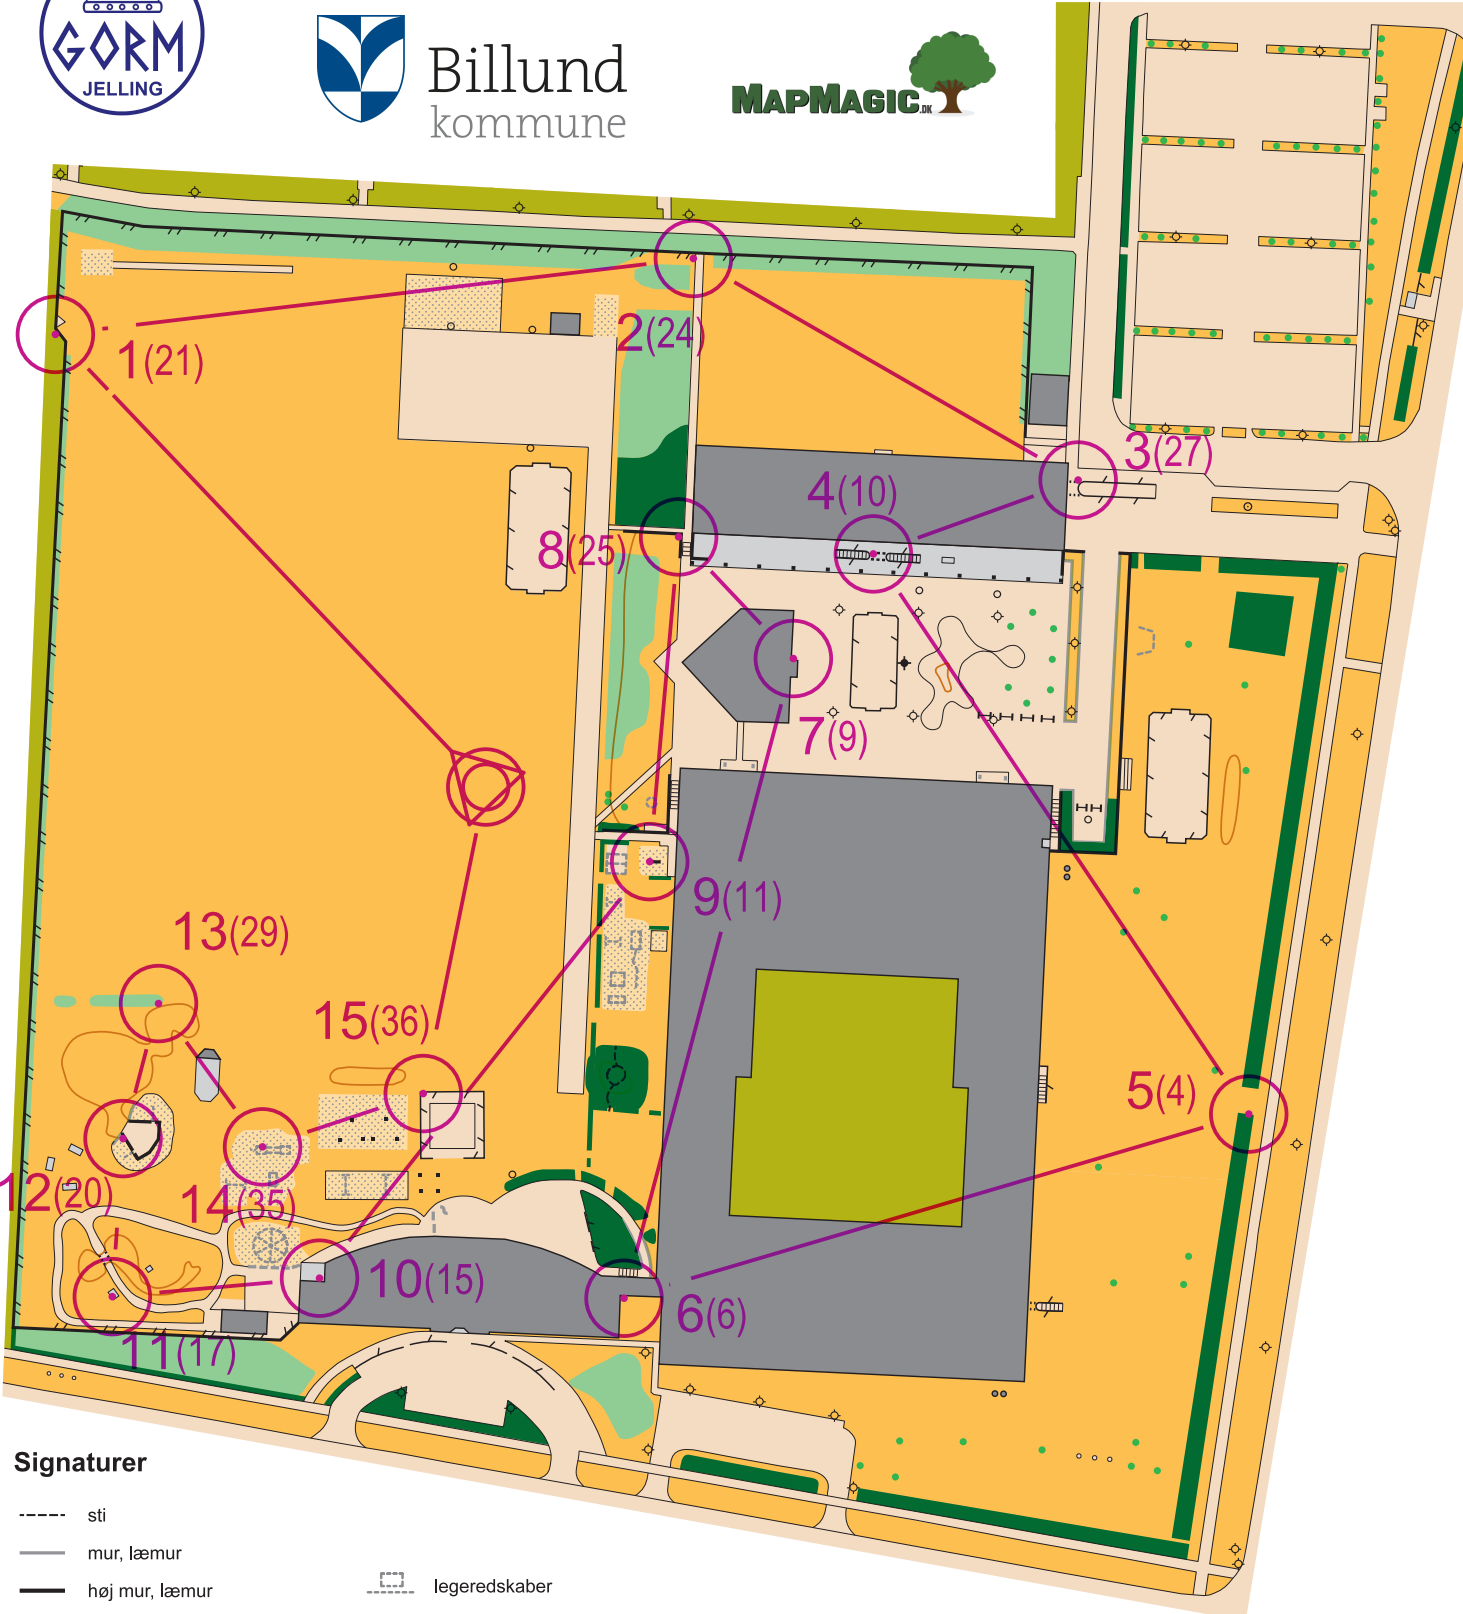 GORM
JELLING
Billund
kommune
MAPMAGIC.DK
1(21)
2(24)
3(27)
4(10)
8(25)
7(9)
9(11)
13(29)
15(36)
5(4)
12(20)
14(35)
10(15)
6(6)
11(17)
Signaturer
sti
mur, læmur
høj mur, læmur
legeredskaber